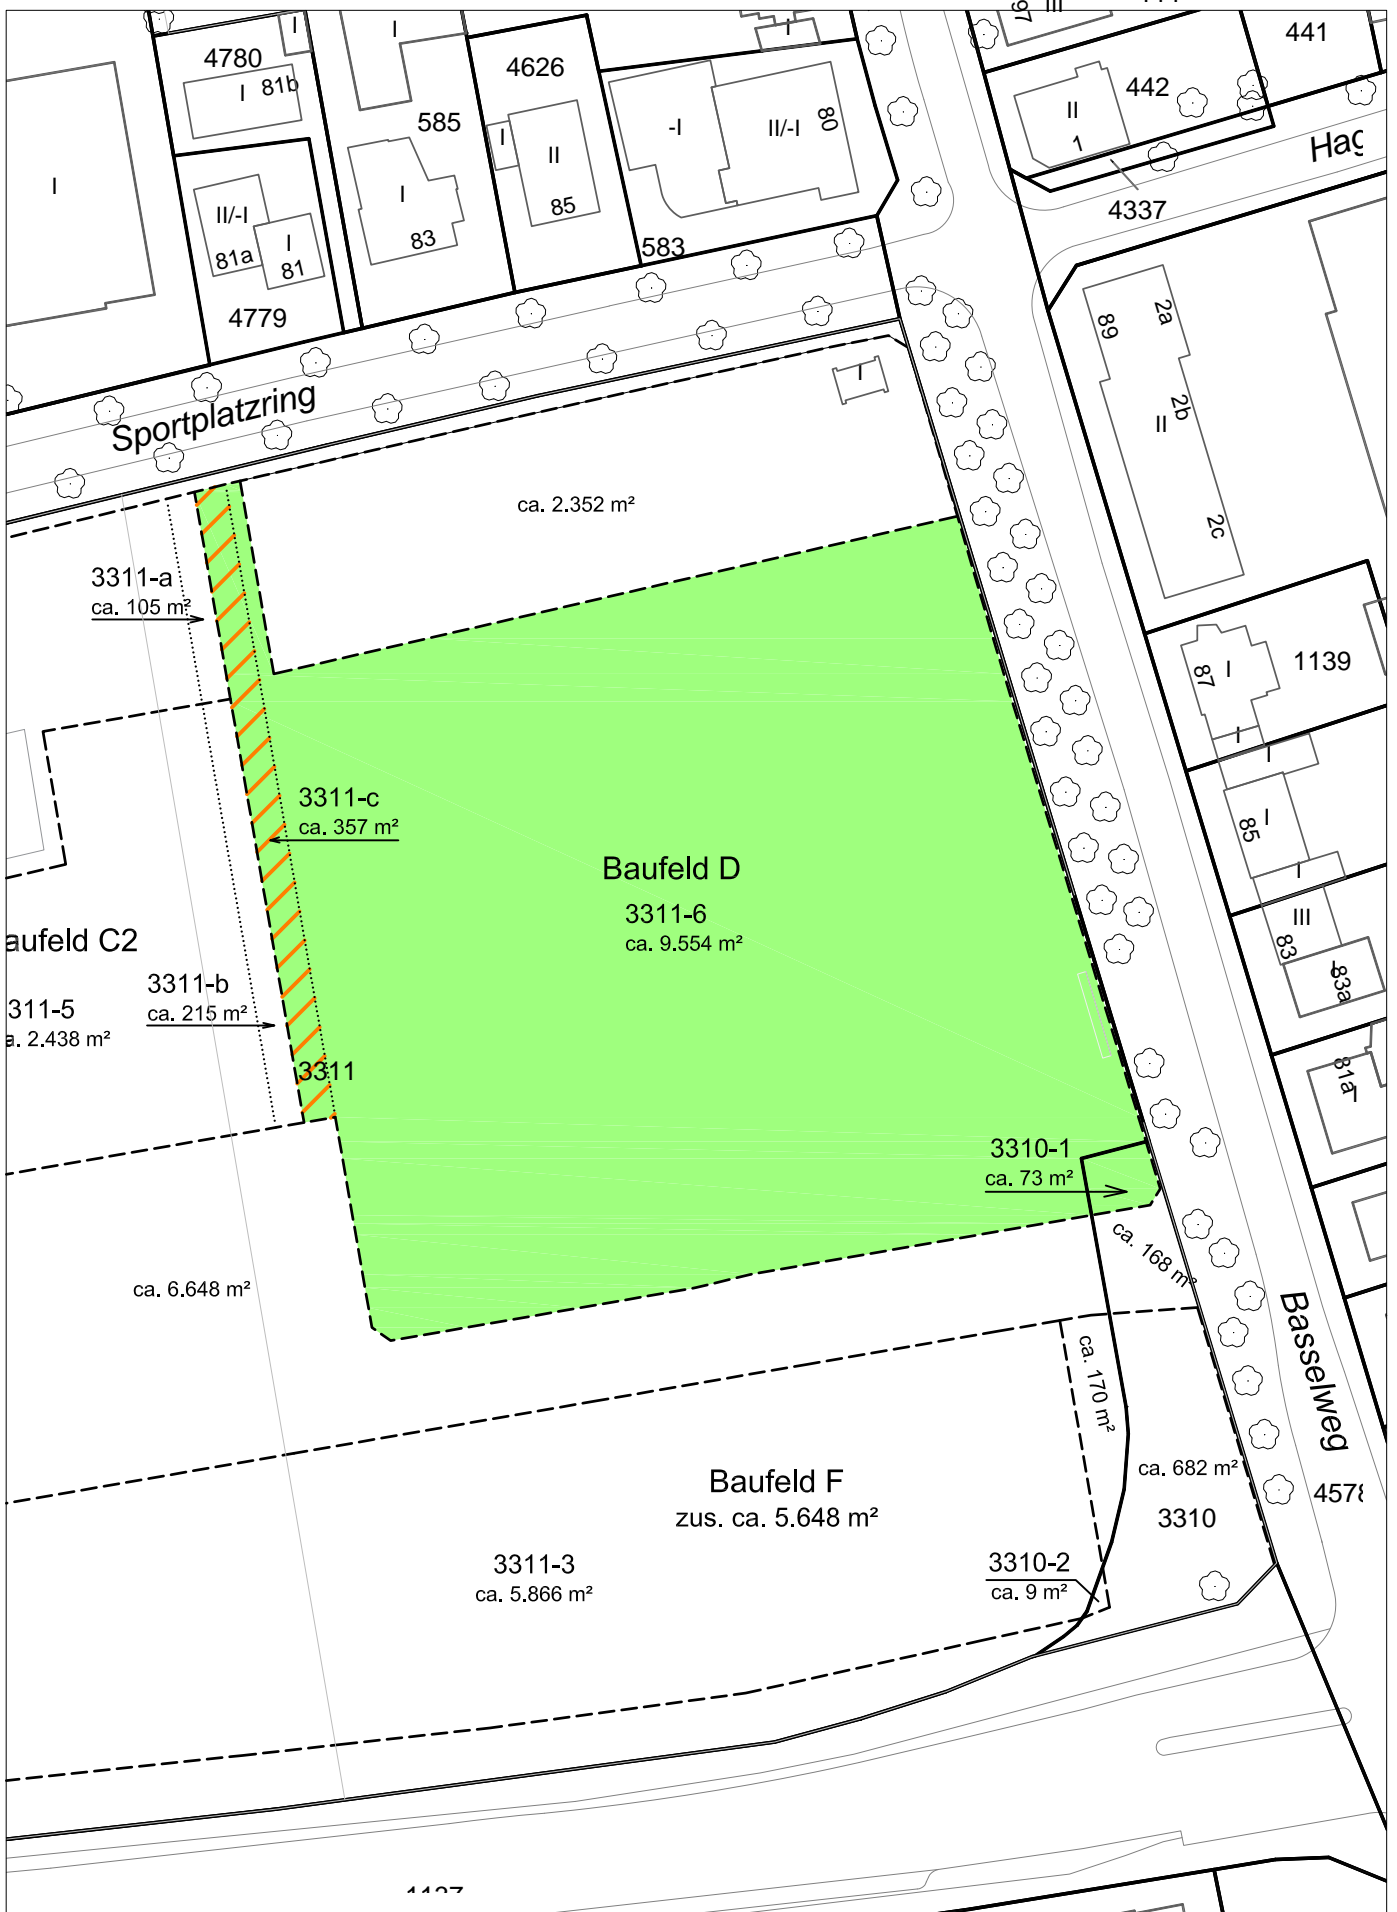 97
III
441
4780
I
I
I
81b
4626
I
442
II
1
585
-I
II/-I
80
I
II
85
Hag
I
II/-I
I
81a
81
I
83
4337
583
4779
89
2a
2b
II
2c
I
Sportplatzring
ca. 2.352 m²
3311-a
ca. 105 m²
87
I
1139
I
I
3311-c
ca. 357 m²
85
I
I
Baufeld D
3311-6
ca. 9.554 m²
III
83
83a
aufeld C2
3311-b
ca. 215 m²
311-5
a. 2.438 m²
3311
81a
I
3310-1
ca. 73 m²
ca. 168 m²
ca. 6.648 m²
Basselweg
ca. 170 m²
Baufeld F
zus. ca. 5.648 m²
ca. 682 m²
3310
4578
3311-3
ca. 5.866 m²
3310-2
ca. 9 m²